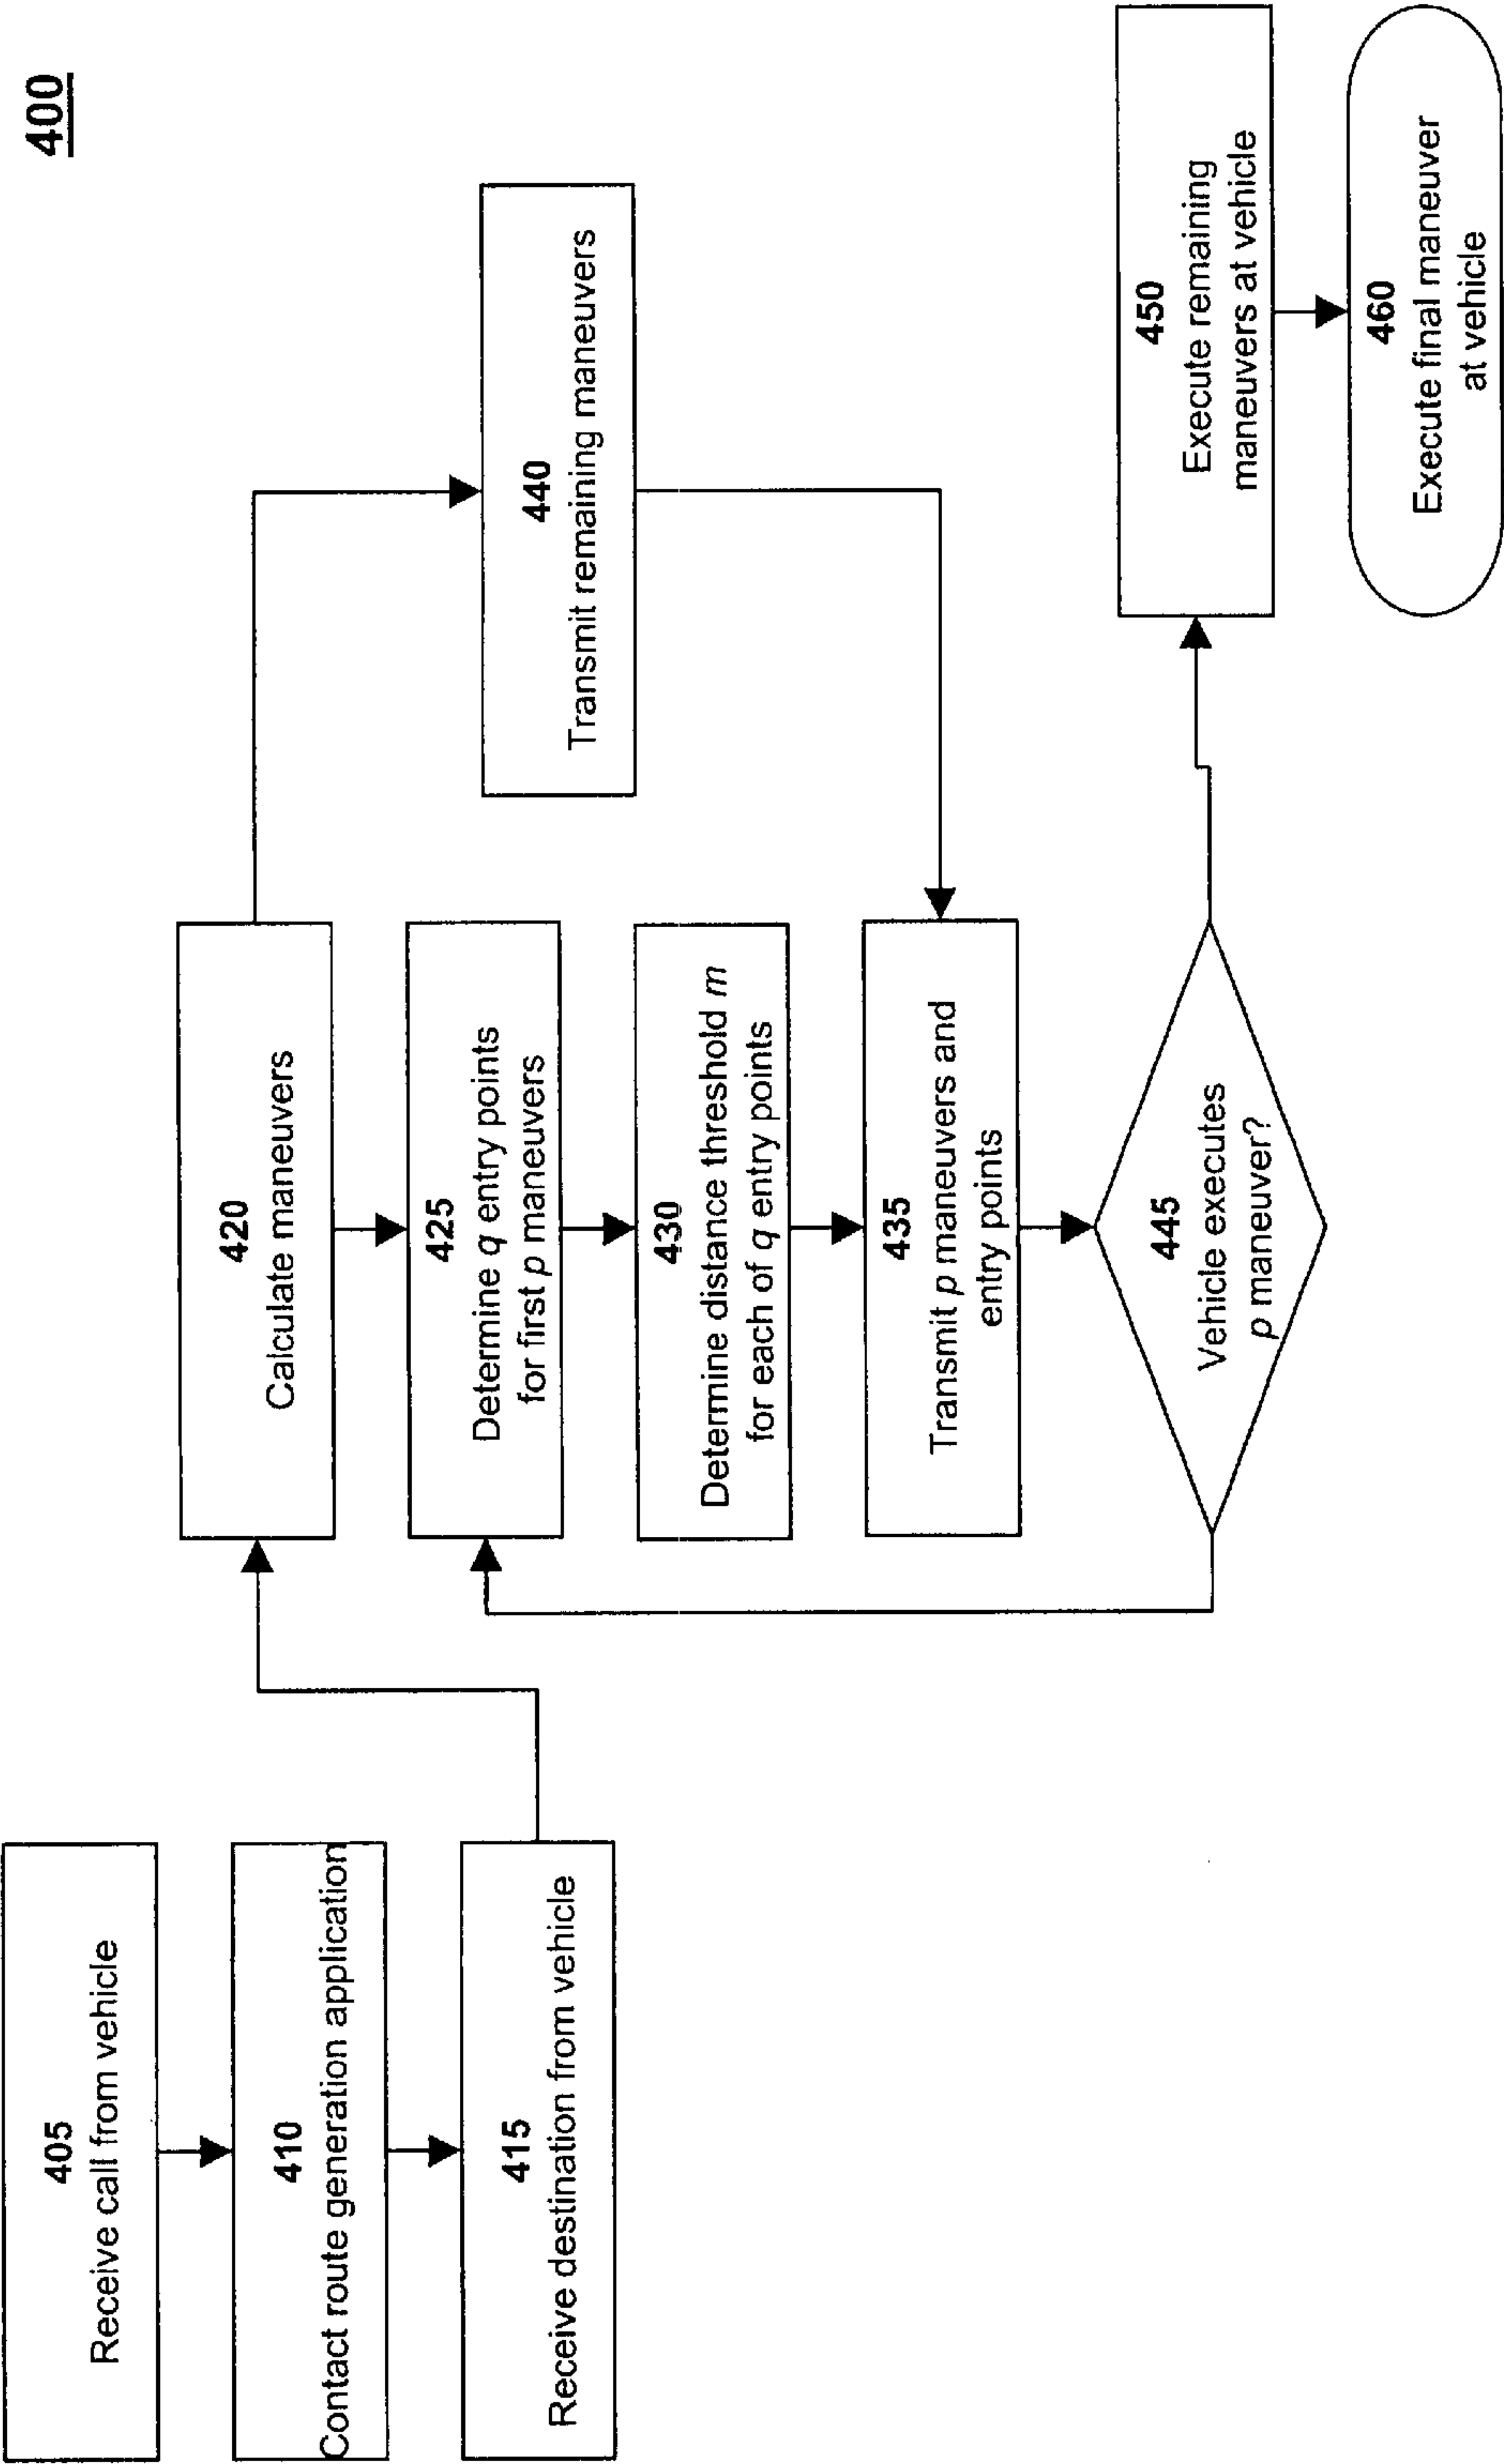 400
405
Receive call from vehicle
410
Contact route generation application
415
Receive destination from vehicle
420
Calculate maneuvers
425
Determine q entry points
for first p maneuvers
430
Determine distance threshold m
for each of q entry points
435
Transmit p maneuvers and
entry points
440
Transmit remaining maneuvers
445
Vehicle executes
p maneuver?
450
Execute remaining
maneuvers at vehicle
460
Execute final maneuver
at vehicle